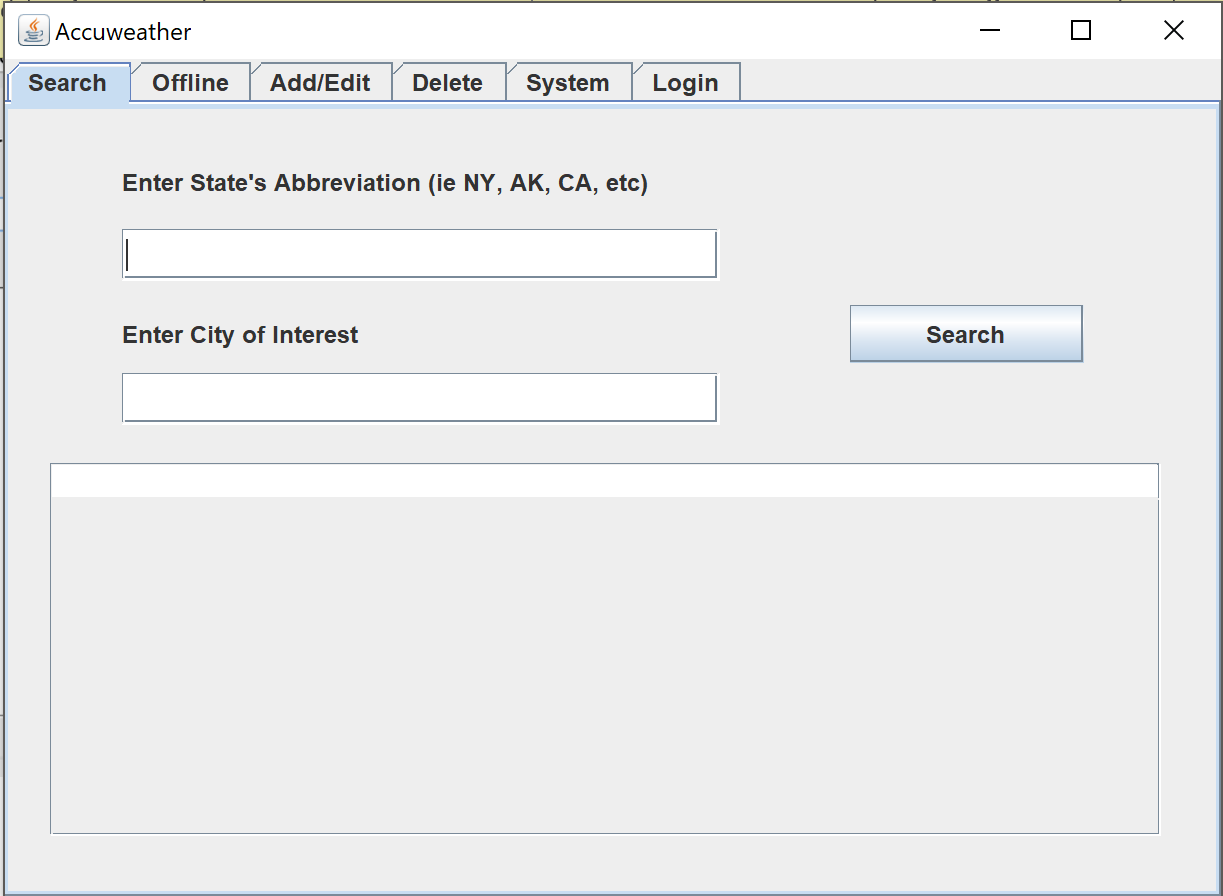 Accuweather
Search Offline Add/Edit Delete System Login
Enter State's Abbreviation (ie NY, AK, CA, etc)
Enter City of Interest
Search